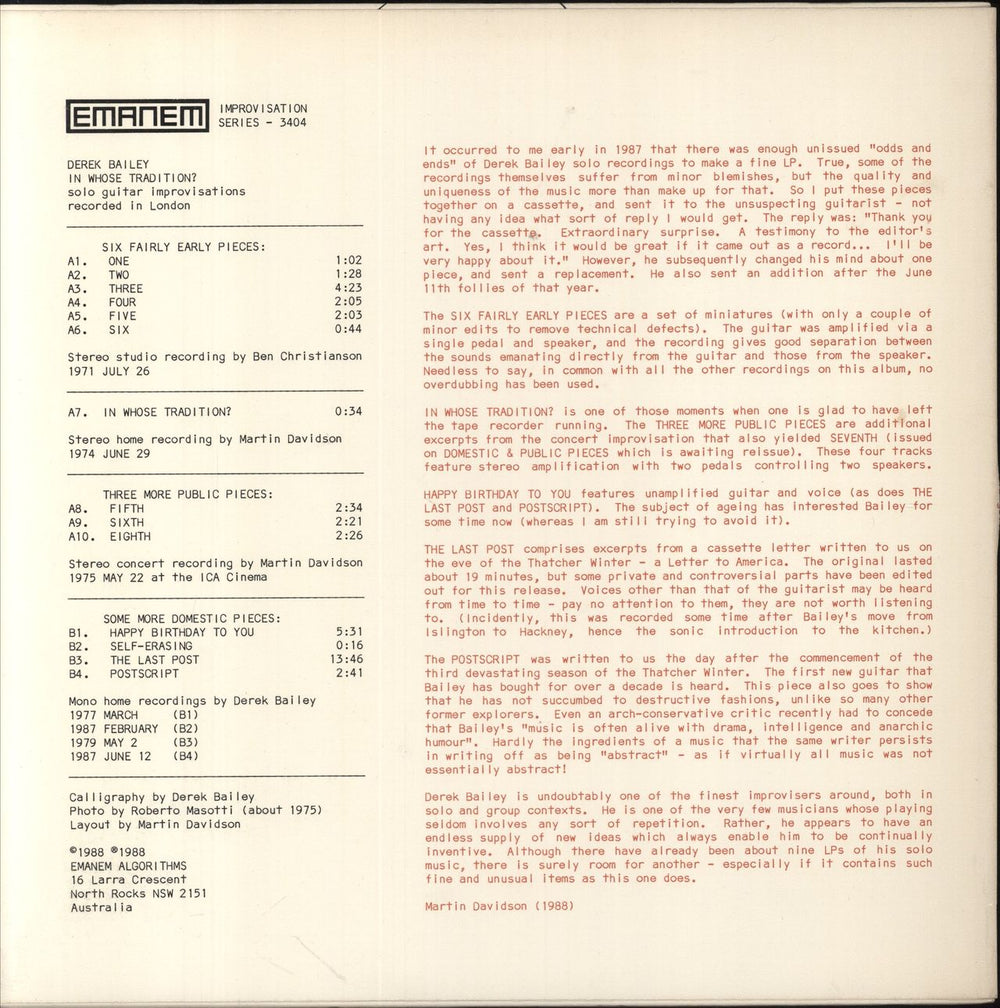 EMANEM IMPROVISATION
SERIES - 3404
DEREK BAILEY
IN WHOSE TRADITION?
solo guitar improvisations
recorded in London
SIX FAIRLY EARLY PIECES:
A1. ONE 1:02
A2. TWO 1:28
A3. THREE 4:23
A4. FOUR 2:05
A5. FIVE 2:03
A6. SIX 0:44
Stereo studio recording by Ben Christianson
1971 JULY 26
A7. IN WHOSE TRADITION? 0:34
Stereo home recording by Martin Davidson
1974 JUNE 29
THREE MORE PUBLIC PIECES:
A8. FIFTH 2:34
A9. SIXTH 2:21
A10. EIGHTH 2:26
Stereo concert recording by Martin Davidson
1975 MAY 22 at the ICA Cinema
SOME MORE DOMESTIC PIECES:
B1. HAPPY BIRTHDAY TO YOU 5:31
B2. SELF-ERASING 0:16
B3. THE LAST POST 13:46
B4. POSTSCRIPT 2:41
Mono home recordings by Derek Bailey
1977 MARCH (B1)
1987 FEBRUARY (B2)
1979 MAY 2 (B3)
1987 JUNE 12 (B4)
Calligraphy by Derek Bailey
Photo by Roberto Masotti (about 1975)
Layout by Martin Davidson
©1988 ℗1988
EMANEM ALGORITHMS
16 Larra Crescent
North Rocks NSW 2151
Australia
It occurred to me early in 1987 that there was enough unissued "odds and
ends" of Derek Bailey solo recordings to make a fine LP. True, some of the
recordings themselves suffer from minor blemishes, but the quality and
uniqueness of the music more than make up for that. So I put these pieces
together on a cassette, and sent it to the unsuspecting guitarist - not
having any idea what sort of reply I would get. The reply was: "Thank you
for the cassette. Extraordinary surprise. A testimony to the editor's
art. Yes, I think it would be great if it came out as a record... I'll be
very happy about it." However, he subsequently changed his mind about one
piece, and sent a replacement. He also sent an addition after the June
11th follies of that year.
The SIX FAIRLY EARLY PIECES are a set of miniatures (with only a couple of
minor edits to remove technical defects). The guitar was amplified via a
single pedal and speaker, and the recording gives good separation between
the sounds emanating directly from the guitar and those from the speaker.
Needless to say, in common with all the other recordings on this album, no
overdubbing has been used.
IN WHOSE TRADITION? is one of those moments when one is glad to have left
the tape recorder running. The THREE MORE PUBLIC PIECES are additional
excerpts from the concert improvisation that also yielded SEVENTH (issued
on DOMESTIC & PUBLIC PIECES which is awaiting reissue). These four tracks
feature stereo amplification with two pedals controlling two speakers.
HAPPY BIRTHDAY TO YOU features unamplified guitar and voice (as does THE
LAST POST and POSTSCRIPT). The subject of ageing has interested Bailey for
some time now (whereas I am still trying to avoid it).
THE LAST POST comprises excerpts from a cassette letter written to us on
the eve of the Thatcher Winter - a Letter to America. The original lasted
about 19 minutes, but some private and controversial parts have been edited
out for this release. Voices other than that of the guitarist may be heard
from time to time - pay no attention to them, they are not worth listening
to. (Incidently, this was recorded some time after Bailey's move from
Islington to Hackney, hence the sonic introduction to the kitchen.)
The POSTSCRIPT was written to us the day after the commencement of the
third devastating season of the Thatcher Winter. The first new guitar that
Bailey has bought for over a decade is heard. This piece also goes to show
that he has not succumbed to destructive fashions, unlike so many other
former explorers. Even an arch-conservative critic recently had to concede
that Bailey's "music is often alive with drama, intelligence and anarchic
humour". Hardly the ingredients of a music that the same writer persists
in writing off as being "abstract" - as if virtually all music was not
essentially abstract!
Derek Bailey is undoubtably one of the finest improvisers around, both in
solo and group contexts. He is one of the very few musicians whose playing
seldom involves any sort of repetition. Rather, he appears to have an
endless supply of new ideas which always enable him to be continually
inventive. Although there have already been about nine LPs of his solo
music, there is surely room for another - especially if it contains such
fine and unusual items as this one does.
Martin Davidson (1988)